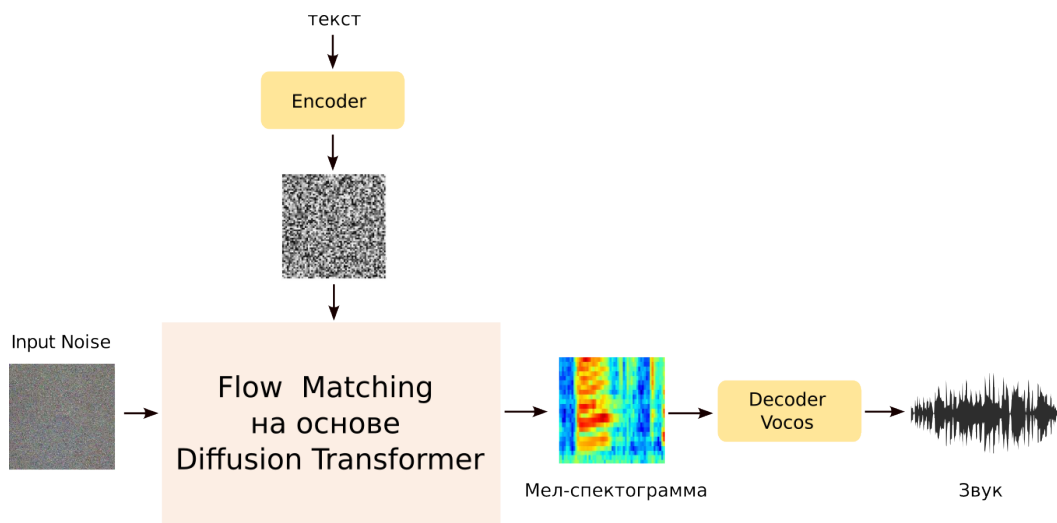 текст
Encoder
Input Noise
Flow Matching
на основе
Diffusion Transformer
Decoder
Vocos
Мел-спектограмма
Звук